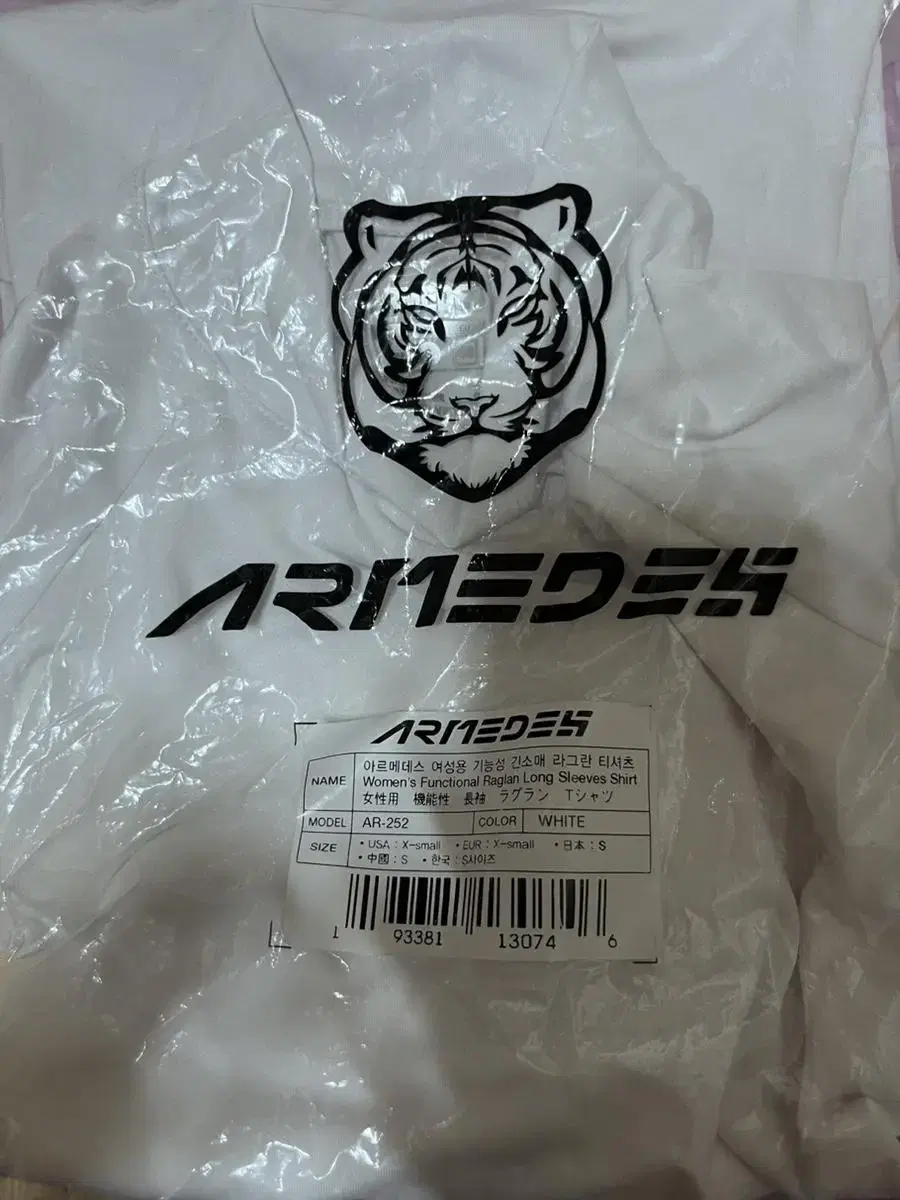 ARMEDES
ARMEDES
NAME
아르메데스 여성용 기능성 긴소매 라그란 티셔츠
Women's Functional Raglan Long Sleeves Shirt
女性用 機能性 長袖 ラグラン Tシャツ
MODEL AR-252 COLOR WHITE
SIZE
• USA : X-small • EUR : X-small • 日本 : S
• 中國 : S • 한국 : S사이즈
1 93381 13074 6